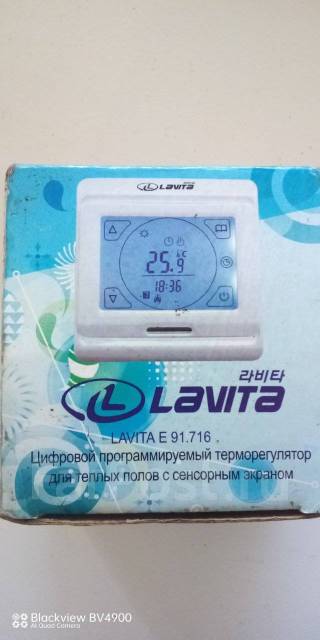 LAVITA
25.9 °C
18:36
라비타
LAVITA
LAVITA E 91.716
Цифровой программируемый терморегулятор
для теплых полов с сенсорным экраном
Blackview BV4900
AI Quad Camera